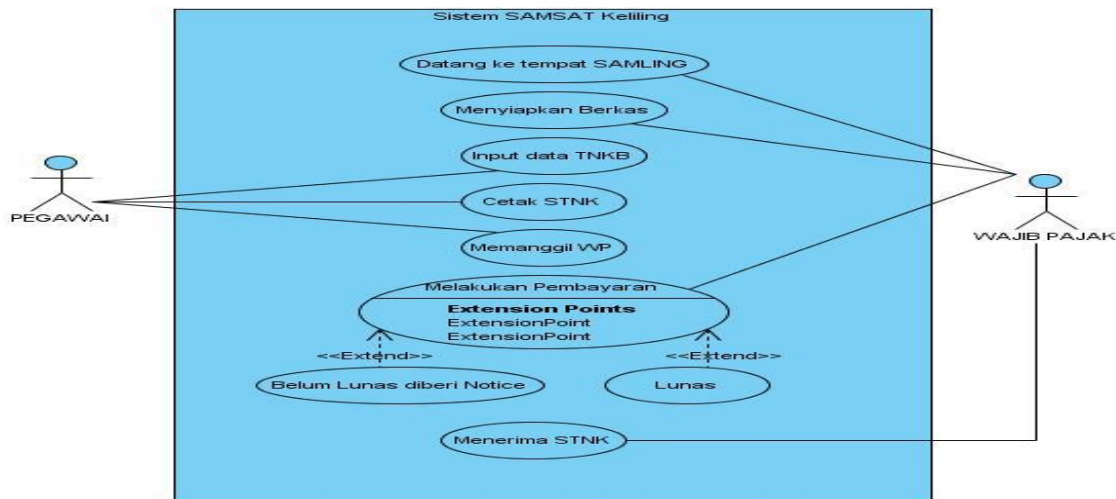 Sistem SAMSAT Keliling
Datang ke tempat SAMLING
Menyiapkan Berkas
Input data TNKB
PEGAWAI
Cetak STNK
WAJIB PAJAK
Memanggil WP
Melakukan Pembayaran
Extension Points
ExtensionPoint
ExtensionPoint
<<Extend>>
<<Extend>>
Belum Lunas diberi Notice
Lunas
Menerima STNK